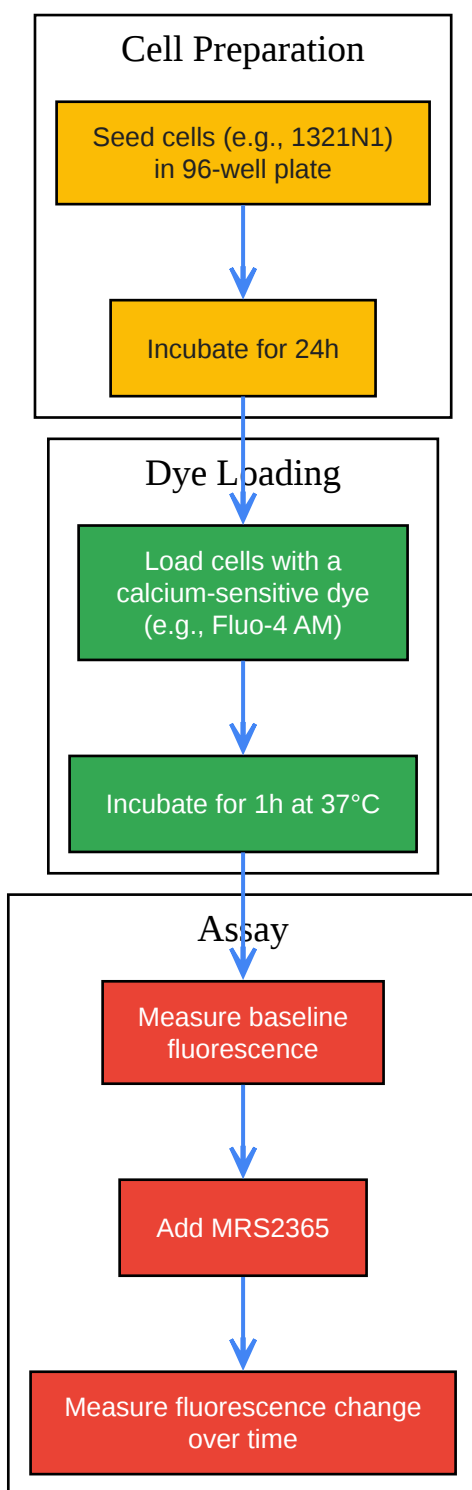 Cell Preparation
Seed cells (e.g., 1321N1)
in 96-well plate
Incubate for 24h
Dye Loading
Load cells with a
calcium-sensitive dye
(e.g., Fluo-4 AM)
Incubate for 1h at 37°C
Assay
Measure baseline
fluorescence
Add MRS2365
Measure fluorescence change
over time